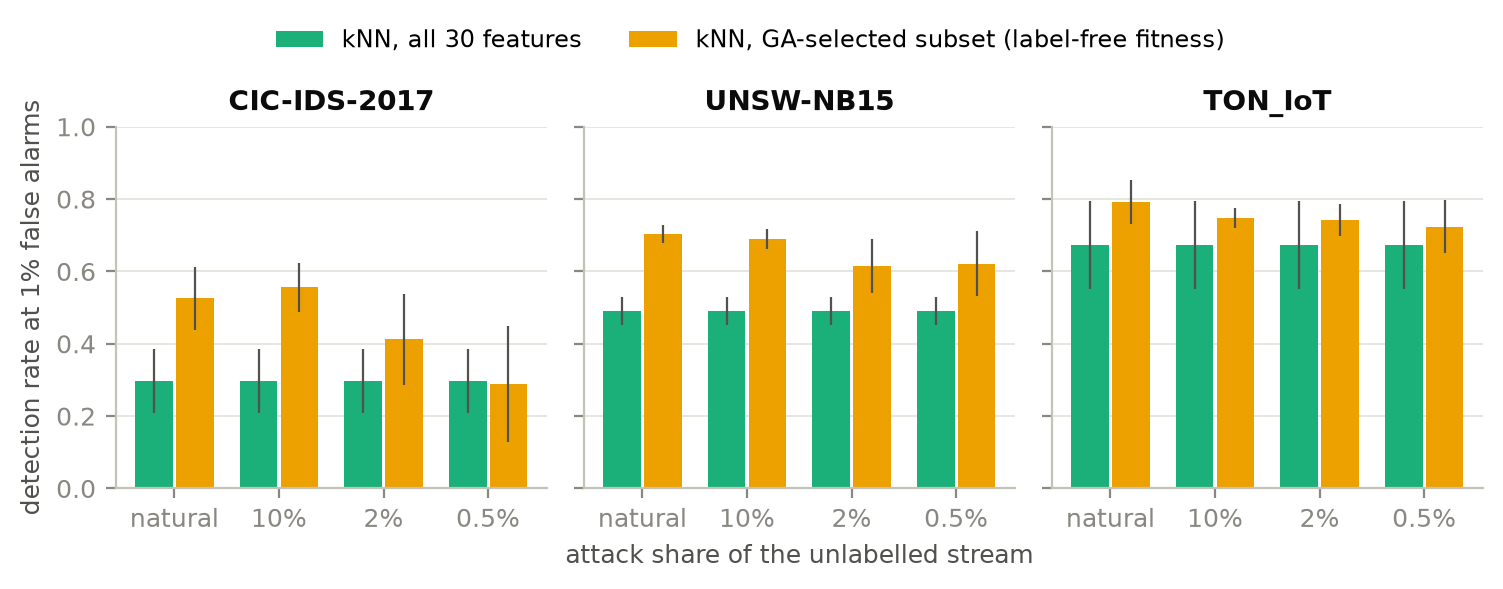 kNN, all 30 features
kNN, GA-selected subset (label-free fitness)
CIC-IDS-2017
UNSW-NB15
TON_IoT
detection rate at 1% false alarms
1.0
0.8
0.6
0.4
0.2
0.0
natural 10% 2% 0.5%
natural 10% 2% 0.5%
natural 10% 2% 0.5%
attack share of the unlabelled stream